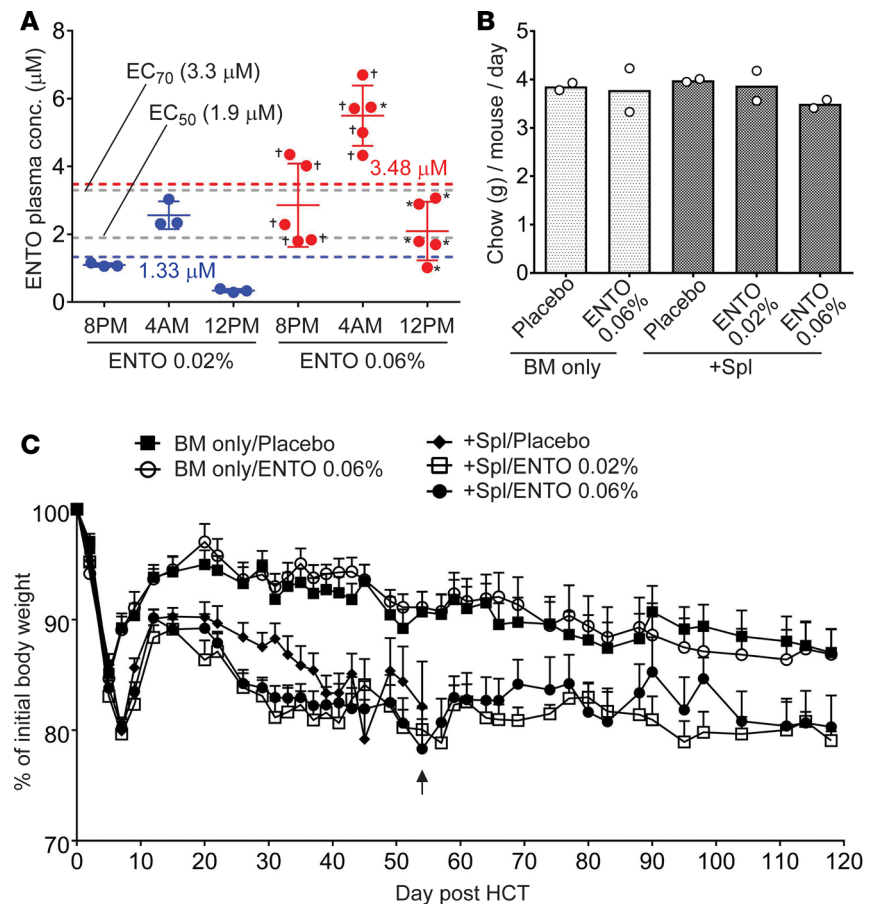 A
ENTO plasma conc. (μM)
8
6
4
2
0
EC70 (3.3 μM)
EC50 (1.9 μM)
3.48 μM
1.33 μM
† † † † †
† † * † †
* * * * *
8PM 4AM 12PM 8PM 4AM 12PM
ENTO 0.02% ENTO 0.06%
B
Chow (g) / mouse / day
5
4
3
2
1
0
Placebo
ENTO
0.06%
Placebo
ENTO
0.02%
ENTO
0.06%
BM only +Spl
C
BM only/Placebo
BM only/ENTO 0.06%
+Spl/Placebo
+Spl/ENTO 0.02%
+Spl/ENTO 0.06%
% of initial body weight
100
90
80
70
0 10 20 30 40 50 60 70 80 90 100 110 120
Day post HCT